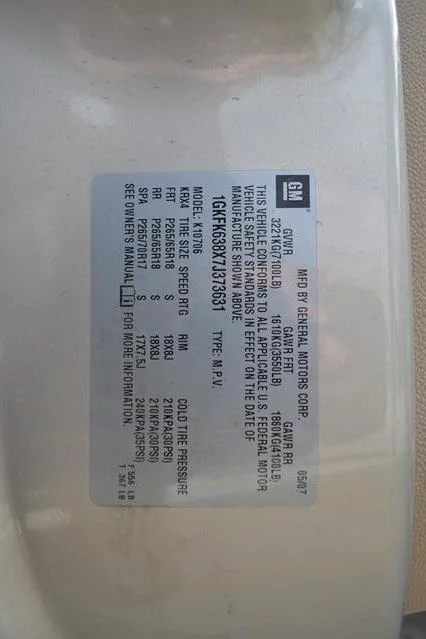 GM MFD BY GENERAL MOTORS CORP. 05/07
GVWR GAWR FRT GAWR RR
3221KG(7100LB) 1610KG(3550LB) 1860KG(4100LB)
THIS VEHICLE CONFORMS TO ALL APPLICABLE U.S. FEDERAL MOTOR
VEHICLE SAFETY STANDARDS IN EFFECT ON THE DATE OF
MANUFACTURE SHOWN ABOVE.
1GKFK638X7J373631 TYPE: M.P.V.
MODEL: K10706
KRX4 TIRE SIZE SPEED RTG RIM COLD TIRE PRESSURE
FRT P265/65R18 S 18X8J 210KPA(30PSI)
RR P265/65R18 S 18X8J 210KPA(30PSI)
SPA P265/70R17 S 17X7.5J 240KPA(35PSI)
SEE OWNER'S MANUAL FOR MORE INFORMATION.
F 556 LB
T 367 LB